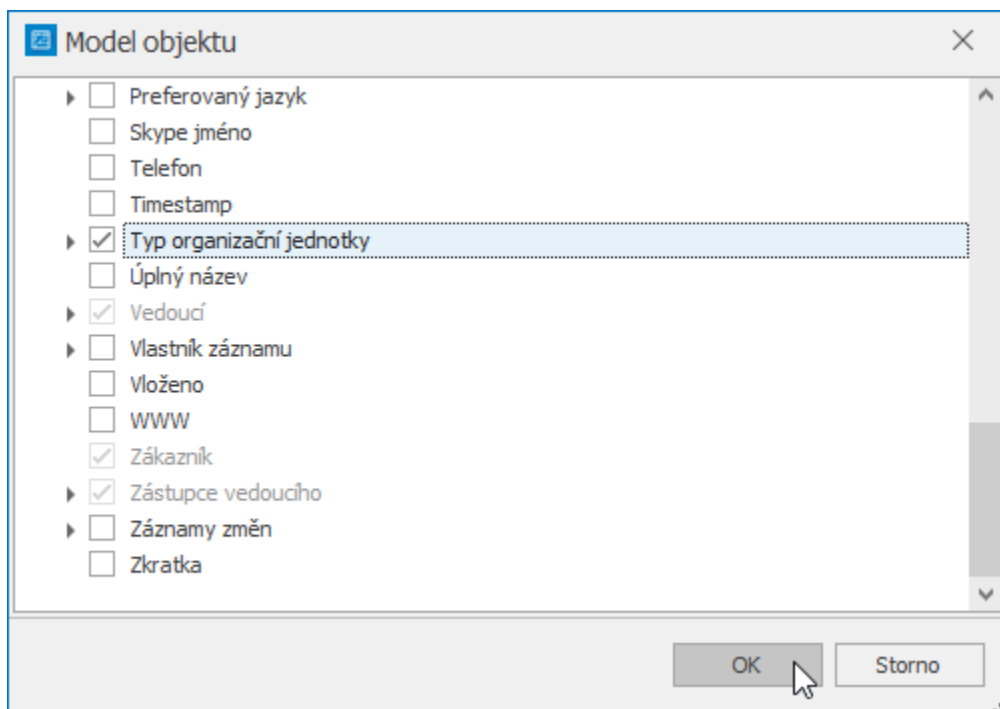 Model objektu
Preferovaný jazyk
Skype jméno
Telefon
Timestamp
Typ organizační jednotky
Úplný název
Vedoucí
Vlastník záznamu
Vloženo
WWW
Zákazník
Zástupce vedoucího
Záznamy změn
Zkratka
OK Storno